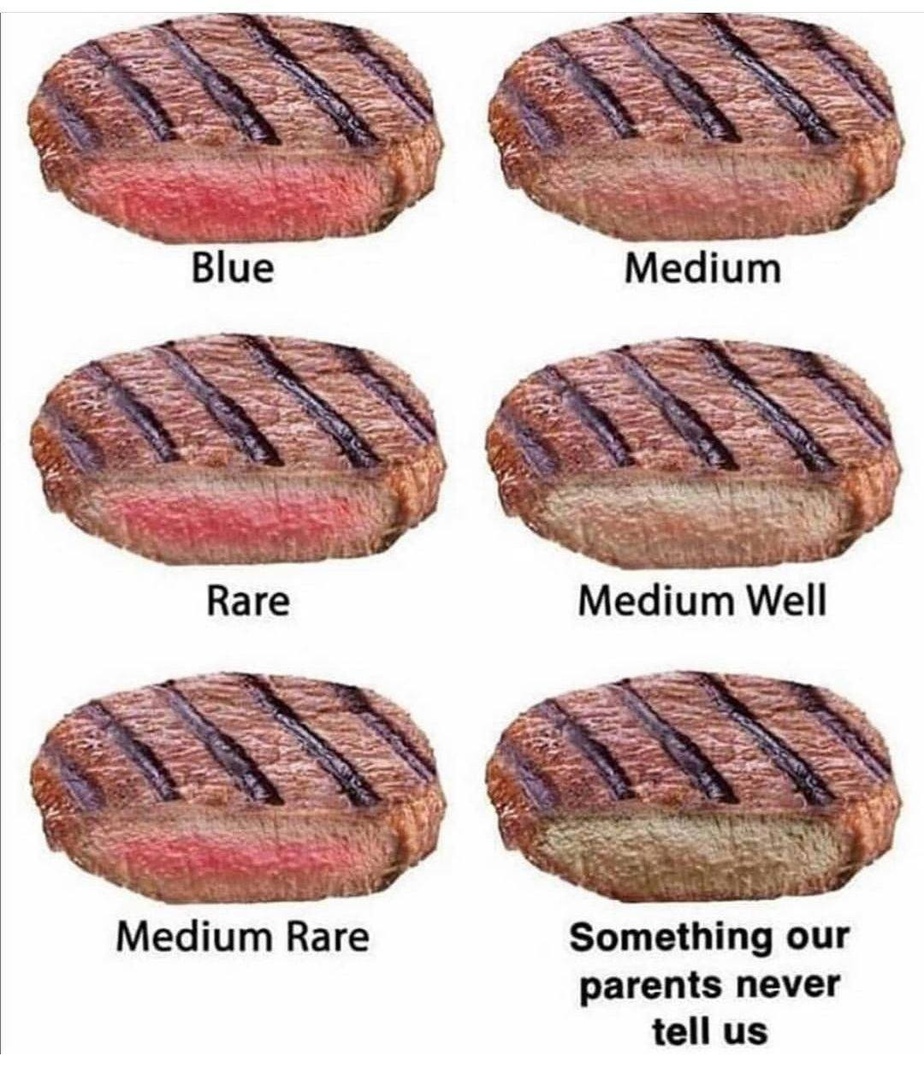 Blue
Medium
Rare
Medium Well
Medium Rare
Something our
parents never
tell us